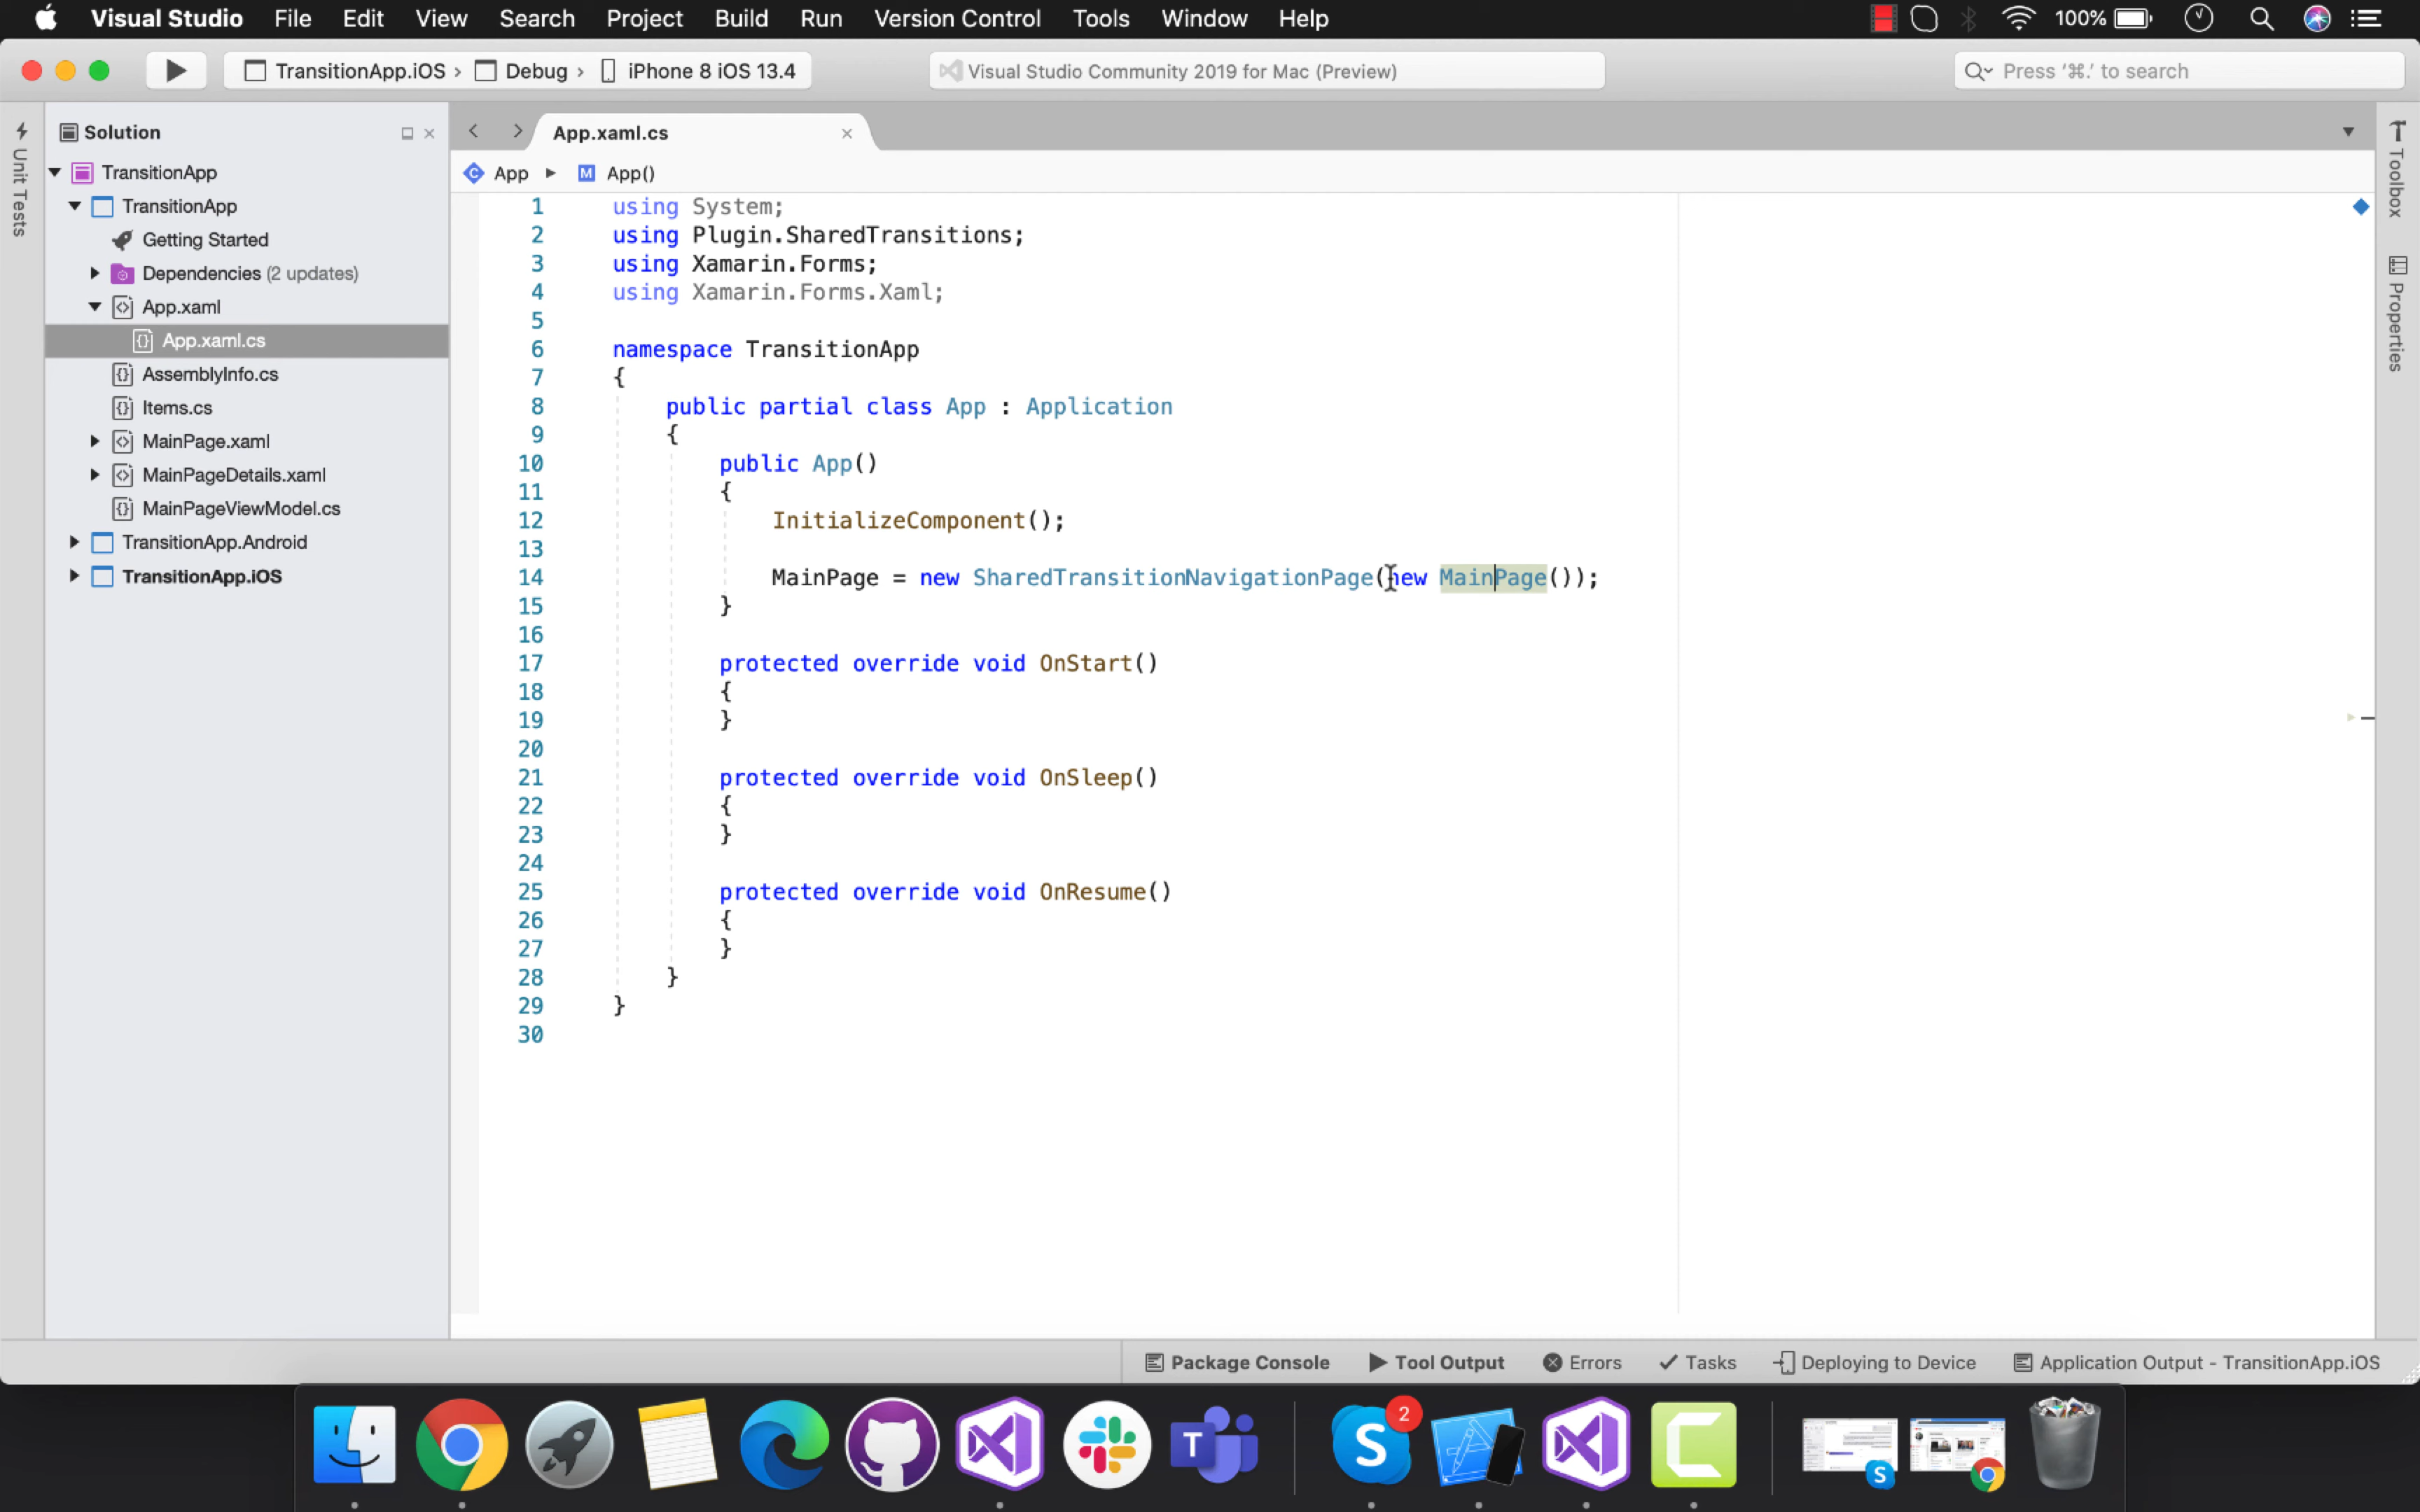 Visual Studio File Edit View Search Project Build Run Version Control Tools Window Help 100%
TransitionApp.iOS › Debug › iPhone 8 iOS 13.4 Visual Studio Community 2019 for Mac (Preview) Press ‘⌘.’ to search
Unit Tests
Solution
TransitionApp
TransitionApp
Getting Started
Dependencies (2 updates)
App.xaml
App.xaml.cs
AssemblyInfo.cs
Items.cs
MainPage.xaml
MainPageDetails.xaml
MainPageViewModel.cs
TransitionApp.Android
TransitionApp.iOS
App.xaml.cs
App M App()
1 using System;
2 using Plugin.SharedTransitions;
3 using Xamarin.Forms;
4 using Xamarin.Forms.Xaml;
5
6 namespace TransitionApp
7 {
8 public partial class App : Application
9 {
10 public App()
11 {
12 InitializeComponent();
13
14 MainPage = new SharedTransitionNavigationPage(new MainPage());
15 }
16
17 protected override void OnStart()
18 {
19 }
20
21 protected override void OnSleep()
22 {
23 }
24
25 protected override void OnResume()
26 {
27 }
28 }
29 }
30
Toolbox
Properties
Package Console Tool Output Errors Tasks Deploying to Device Application Output - TransitionApp.iOS
T S 2 C S